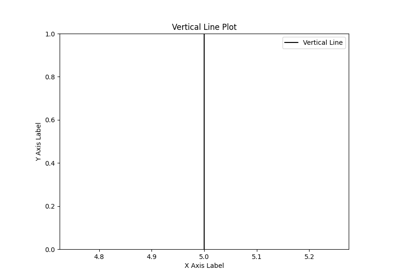 Vertical Line Plot
Vertical Line
1.0
0.8
0.6
0.4
0.2
0.0
Y Axis Label
4.8 4.9 5.0 5.1 5.2
X Axis Label